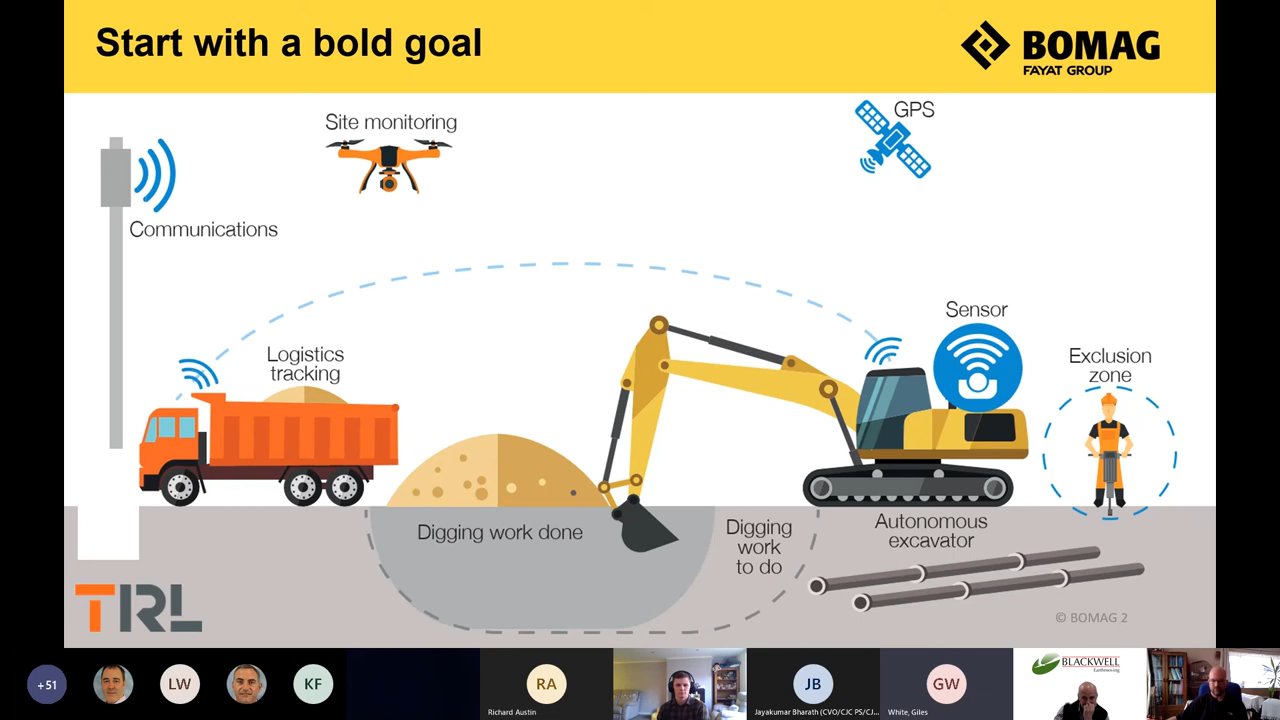 Start with a bold goal
BOMAG
FAYAT GROUP
Site monitoring
GPS
Communications
Sensor
Logistics
tracking
Exclusion
zone
Digging work done
Digging
work
to do
Autonomous
excavator
TRL
© BOMAG 2
+51
LW
KF
RA
Richard Austin
JB
Jayakumar Bharath (CVO/CJC PS/CJ...
GW
White, Giles
BLACKWELL
Earthmoving